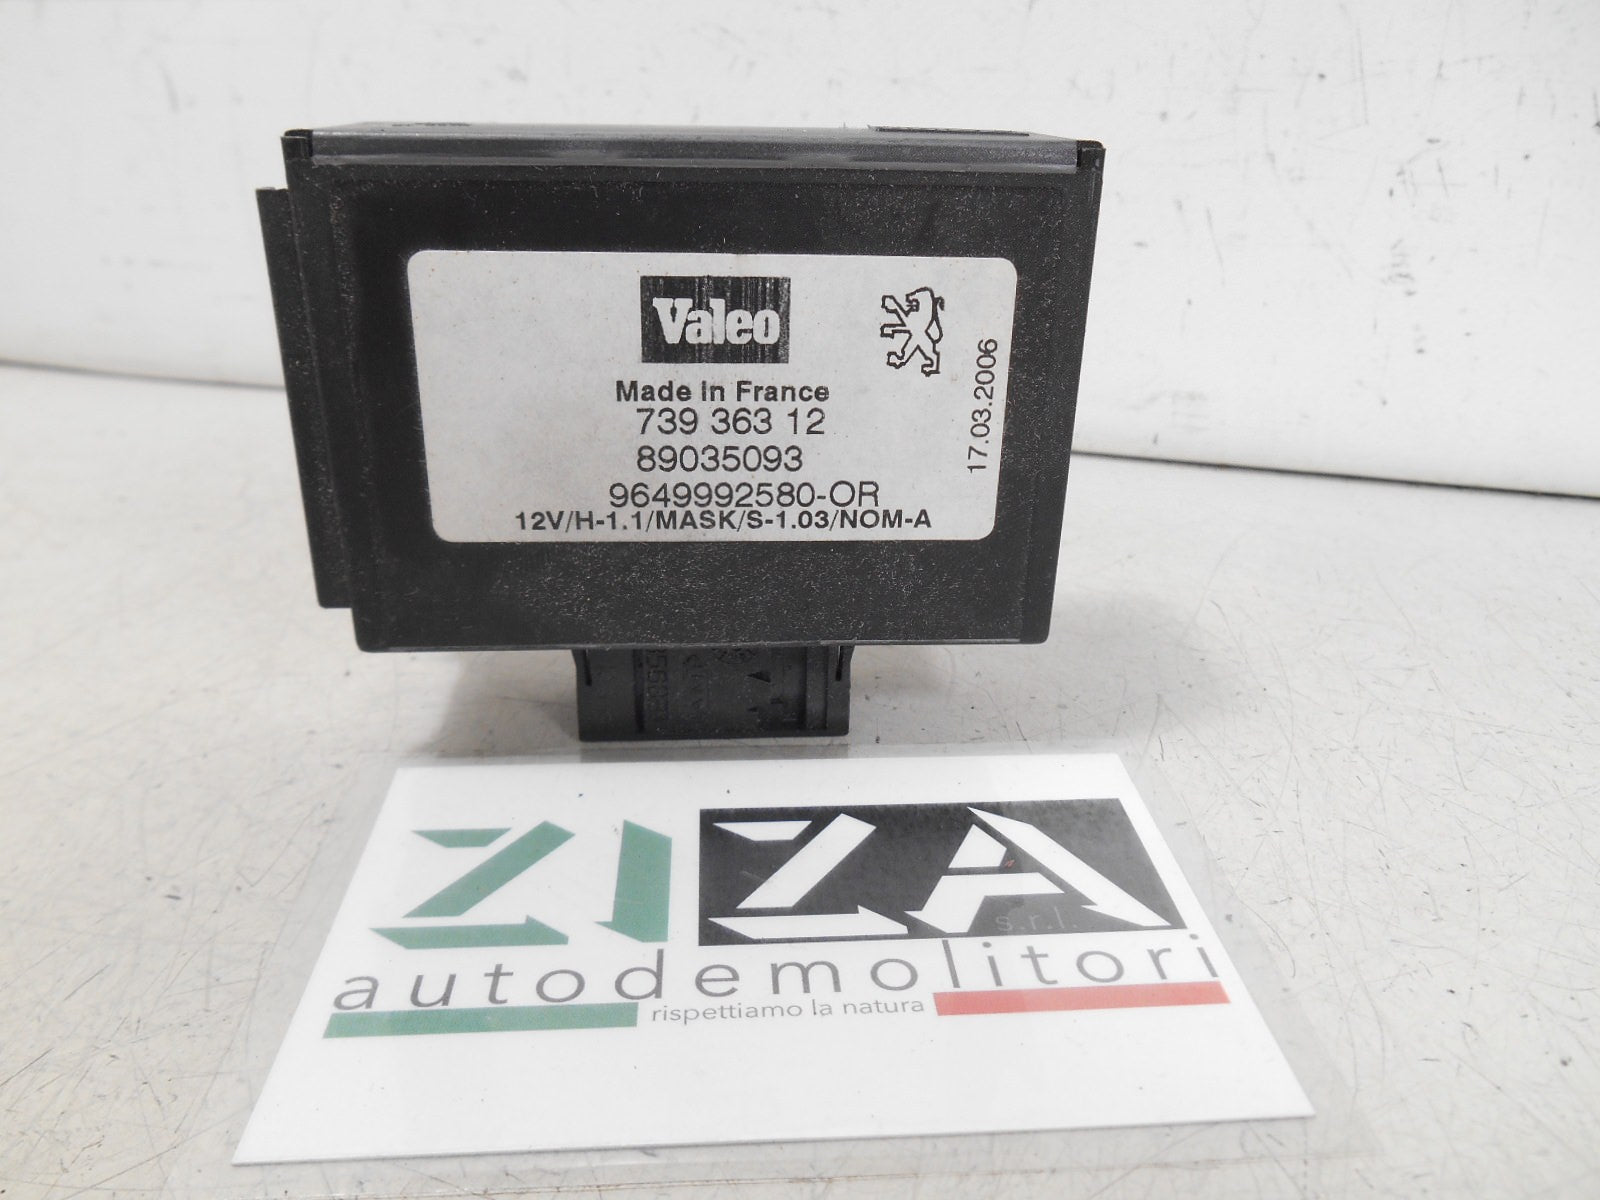 Valeo
Made In France
739 363 12
89035093
9649992580-OR
12V/H-1.1/MASK/S-1.03/NOM-A
17.03.2006
ZIZA
s.r.l.
autodemolitori
rispettiamo la natura